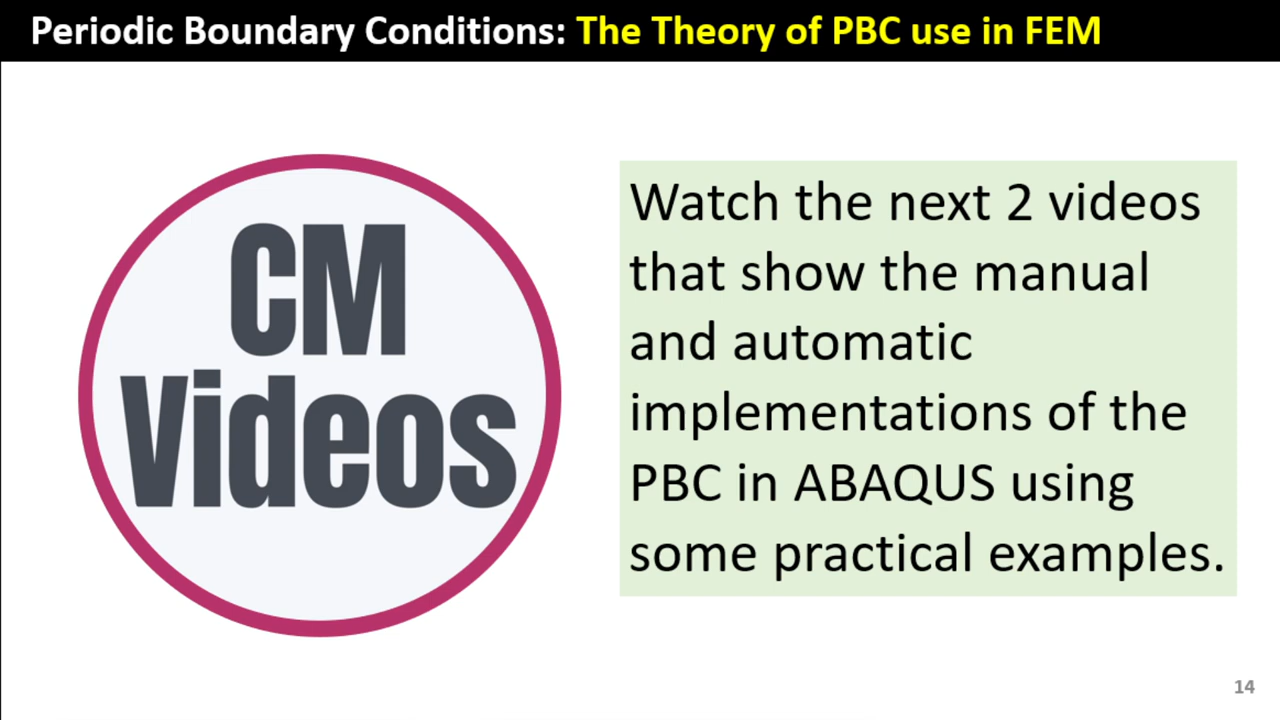 Periodic Boundary Conditions: The Theory of PBC use in FEM
CM
Videos
Watch the next 2 videos
that show the manual
and automatic
implementations of the
PBC in ABAQUS using
some practical examples.
14